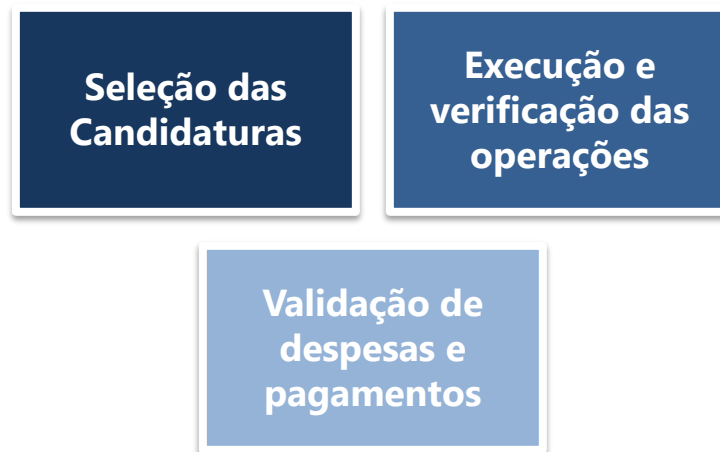 Seleção das
Candidaturas
Execução e
verificação das
operações
Validação de
despesas e
pagamentos